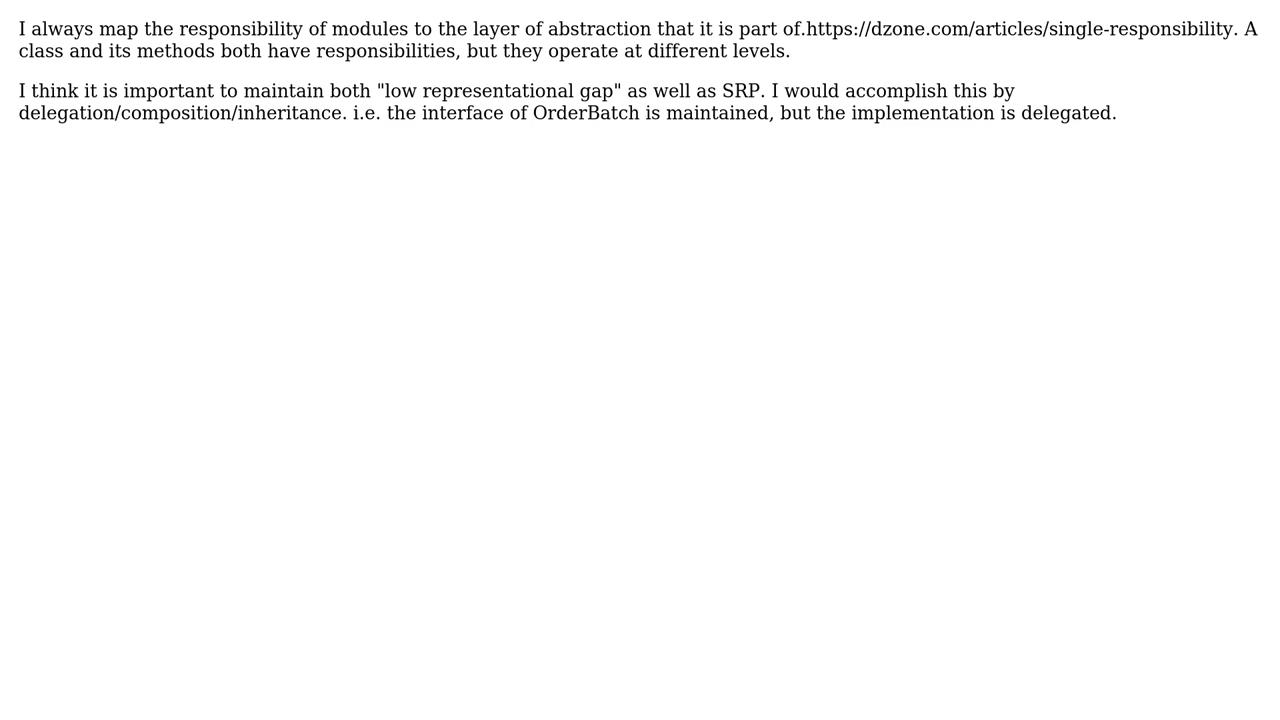 I always map the responsibility of modules to the layer of abstraction that it is part of.https://dzone.com/articles/single-responsibility. A
class and its methods both have responsibilities, but they operate at different levels.
I think it is important to maintain both "low representational gap" as well as SRP. I would accomplish this by
delegation/composition/inheritance. i.e. the interface of OrderBatch is maintained, but the implementation is delegated.